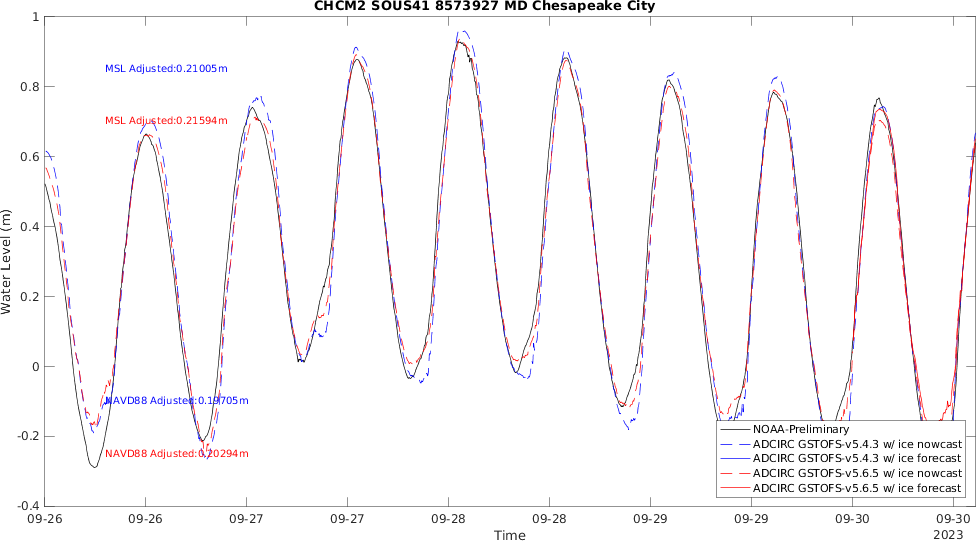 CHCM2 SOUS41 8573927 MD Chesapeake City
1
0.8
0.6
0.4
0.2
0
-0.2
-0.4
Water Level (m)
MSL Adjusted:0.21005m
MSL Adjusted:0.21594m
NAVD88 Adjusted:0.19705m
NAVD88 Adjusted:0.20294m
NOAA-Preliminary
ADCIRC GSTOFS-v5.4.3 w/ ice nowcast
ADCIRC GSTOFS-v5.4.3 w/ ice forecast
ADCIRC GSTOFS-v5.6.5 w/ ice nowcast
ADCIRC GSTOFS-v5.6.5 w/ ice forecast
09-26 09-26 09-27 09-27 09-28 09-28 09-29 09-29 09-30 09-30
Time
2023